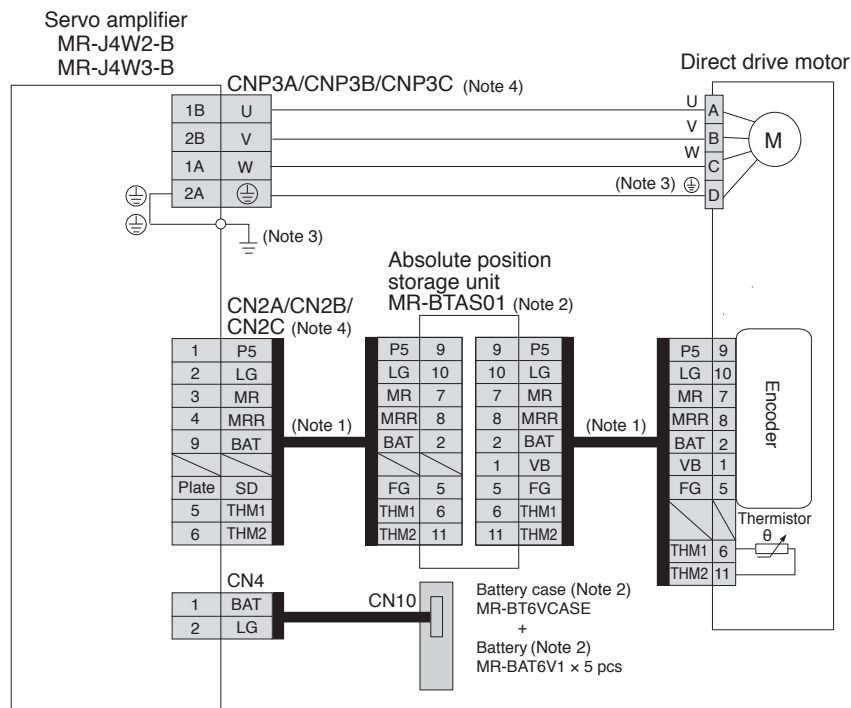 Servo amplifier
MR-J4W2-B
MR-J4W3-B
Direct drive motor
CNP3A/CNP3B/CNP3C (Note 4)
1B U
2B V
1A W
2A
U A
V B
W C
(Note 3) D
M
(Note 3)
Absolute position
storage unit
MR-BTAS01 (Note 2)
CN2A/CN2B/
CN2C (Note 4)
1 P5
2 LG
3 MR
4 MRR
9 BAT
Plate SD
5 THM1
6 THM2
(Note 1)
P5 9
LG 10
MR 7
MRR 8
BAT 2
FG 5
THM1 6
THM2 11
9 P5
10 LG
7 MR
8 MRR
2 BAT
1 VB
5 FG
6 THM1
11 THM2
(Note 1)
P5 9
LG 10
MR 7
MRR 8
BAT 2
VB 1
FG 5
THM1 6
THM2 11
Encoder
Thermistor
θ
CN4
1 BAT
2 LG
CN10
Battery case (Note 2)
MR-BT6VCASE
+
Battery (Note 2)
MR-BAT6V1 × 5 pcs